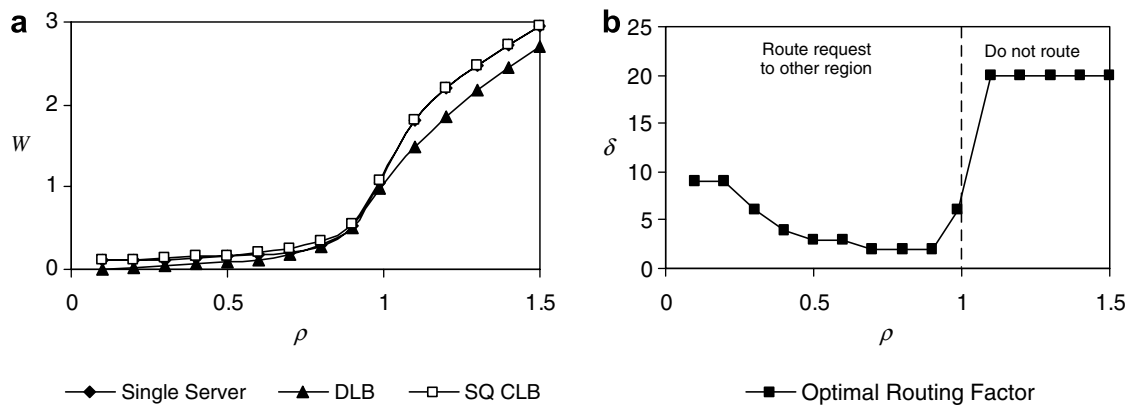 a
3
2
1
0
W
0
0.5
1
1.5
ρ
Single Server
DLB
SQ CLB
b
25
20
15
10
5
0
δ
Route request
to other region
Do not route
0
0.5
1
1.5
ρ
Optimal Routing Factor